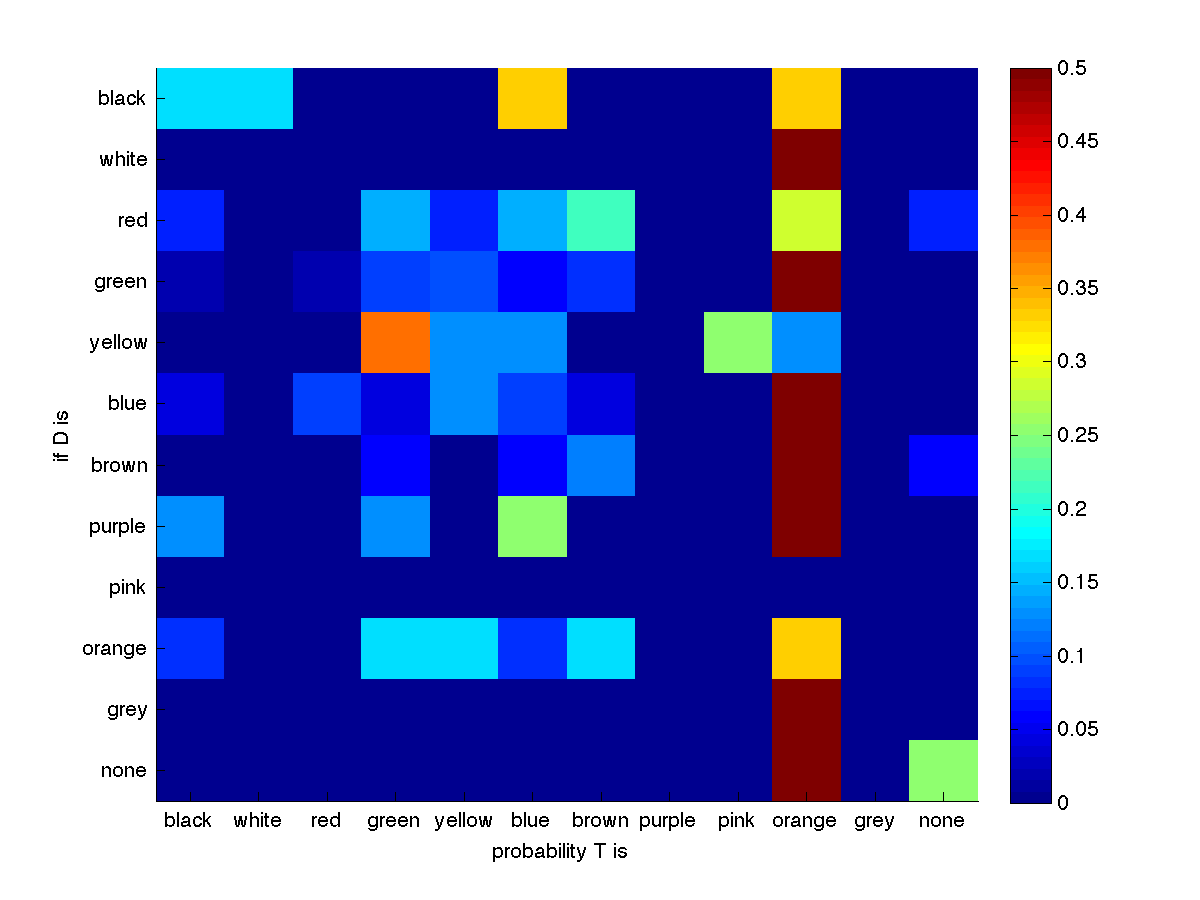 if D is
black
white
red
green
yellow
blue
brown
purple
pink
orange
grey
none
black white red green yellow blue brown purple pink orange grey none
probability T is
0.5
0.45
0.4
0.35
0.3
0.25
0.2
0.15
0.1
0.05
0